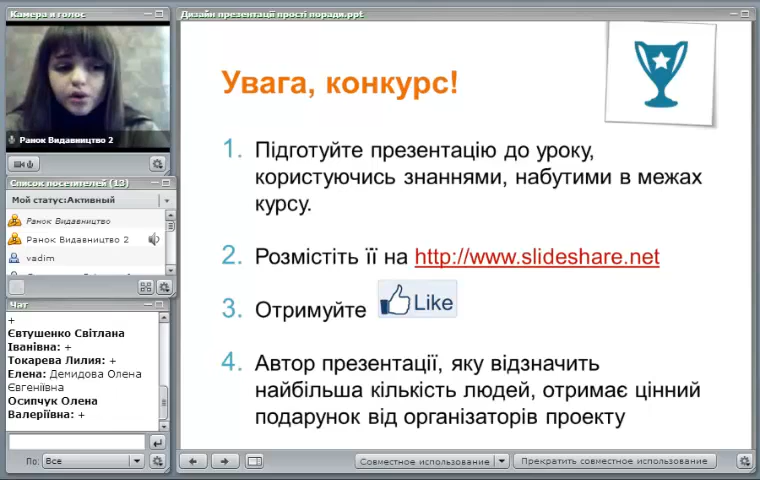 Камера и голос
Ранок Видавництво 2
Список посетителей (13)
Мой статус:Активный
Ранок Видавництво
Ранок Видавництво 2
vadim
Чат
+
Євтушенко Світлана
Іванівна: +
Токарева Лилия: +
Елена: Демидова Олена
Євгеніївна
Осипчук Олена
Валеріївна: +
По: Все
Дизайн презентації прості поради.ppt
Увага, конкурс!
1. Підготуйте презентацію до уроку,
користуючись знаннями, набутими в межах
курсу.
2. Розмістіть її на http://www.slideshare.net
3. Отримуйте Like
4. Автор презентації, яку відзначить
найбільша кількість людей, отримає цінний
подарунок від організаторів проекту
Совместное использование
Прекратить совместное использование